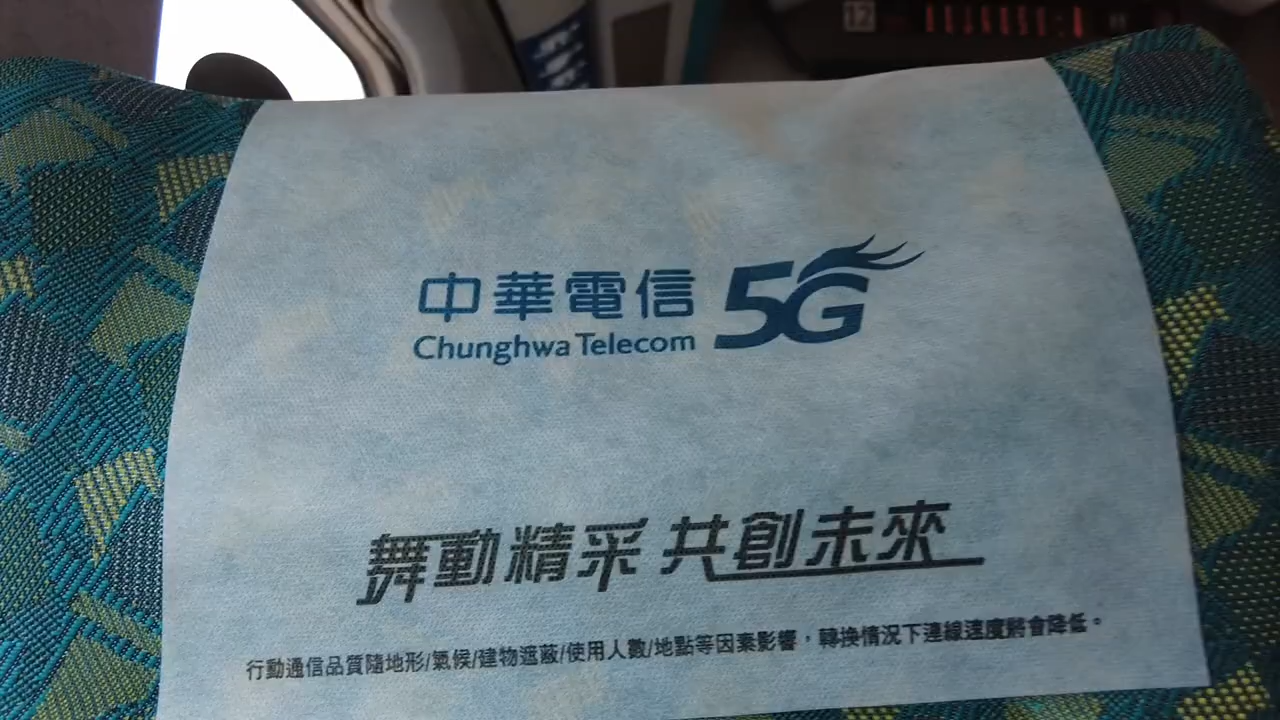 12
中華電信 5G
Chunghwa Telecom
舞動精采 共創未來
行動通信品質隨地形/氣候/建物遮蔽/使用人數/地點等因素影響，轉換情況下連線速度將會降低。